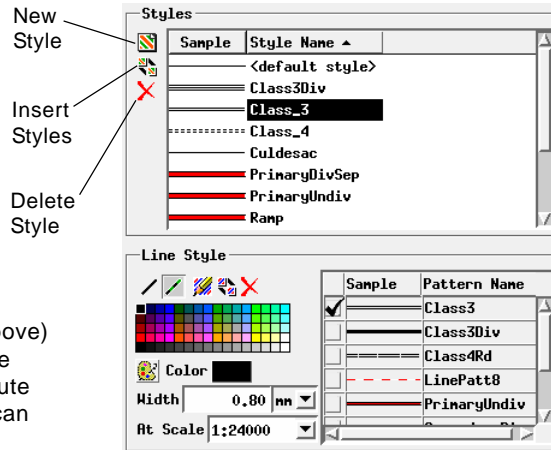 New
Style
Insert
Styles
Delete
Style
Styles
Sample Style Name
<default style>
Class3Div
Class_3
Class_4
Culdesac
PrimaryDivSep
PrimaryUndiv
Ramp
Line Style
Color
Width 0.80 mm
At Scale 1:24000
Sample Pattern Name
Class3
Class3Div
Class4Rd
LinePatt8
PrimaryUndiv
ove)
e
ute
can